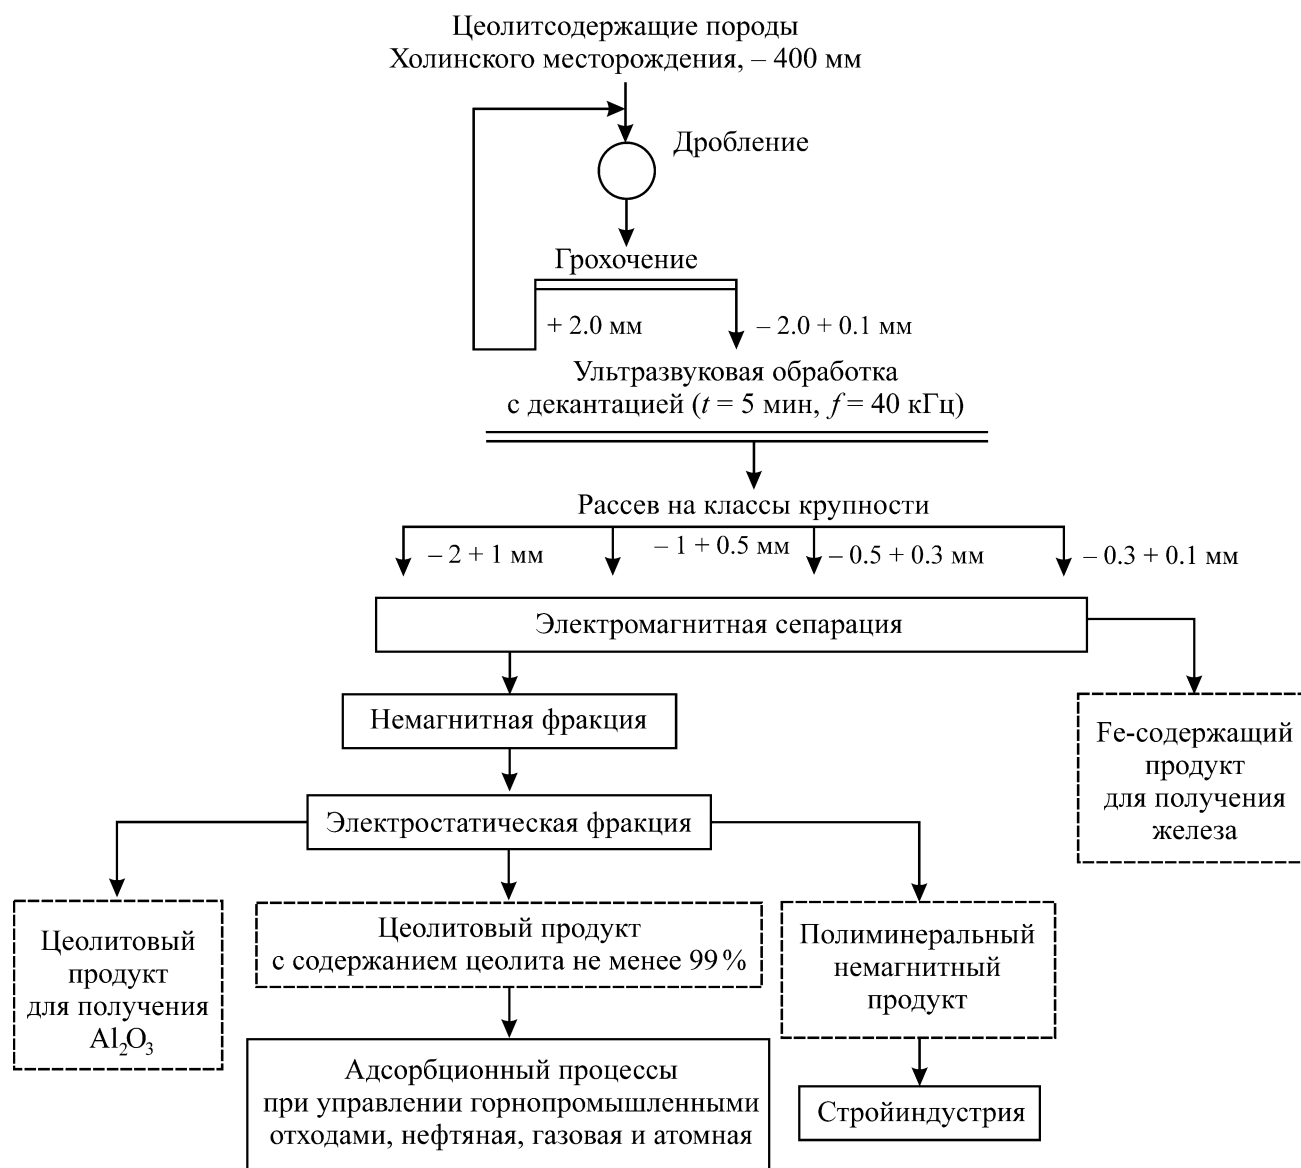 Цеолитсодержащие породы
Холинского месторождения, – 400 мм
Дробление
Грохочение
+ 2.0 мм
– 2.0 + 0.1 мм
Ультразвуковая обработка
с декантацией (t = 5 мин, f = 40 кГц)
Рассев на классы крупности
– 2 + 1 мм
– 1 + 0.5 мм
– 0.5 + 0.3 мм
– 0.3 + 0.1 мм
Электромагнитная сепарация
Немагнитная фракция
Fe-содержащий
продукт
для получения
железа
Электростатическая фракция
Цеолитовый
продукт
для получения
Al₂O₃
Цеолитовый продукт
с содержанием цеолита не менее 99 %
Полиминеральный
немагнитный
продукт
Адсорбционный процессы
при управлении горнопромышленными
отходами, нефтяная, газовая и атомная
Стройиндустрия